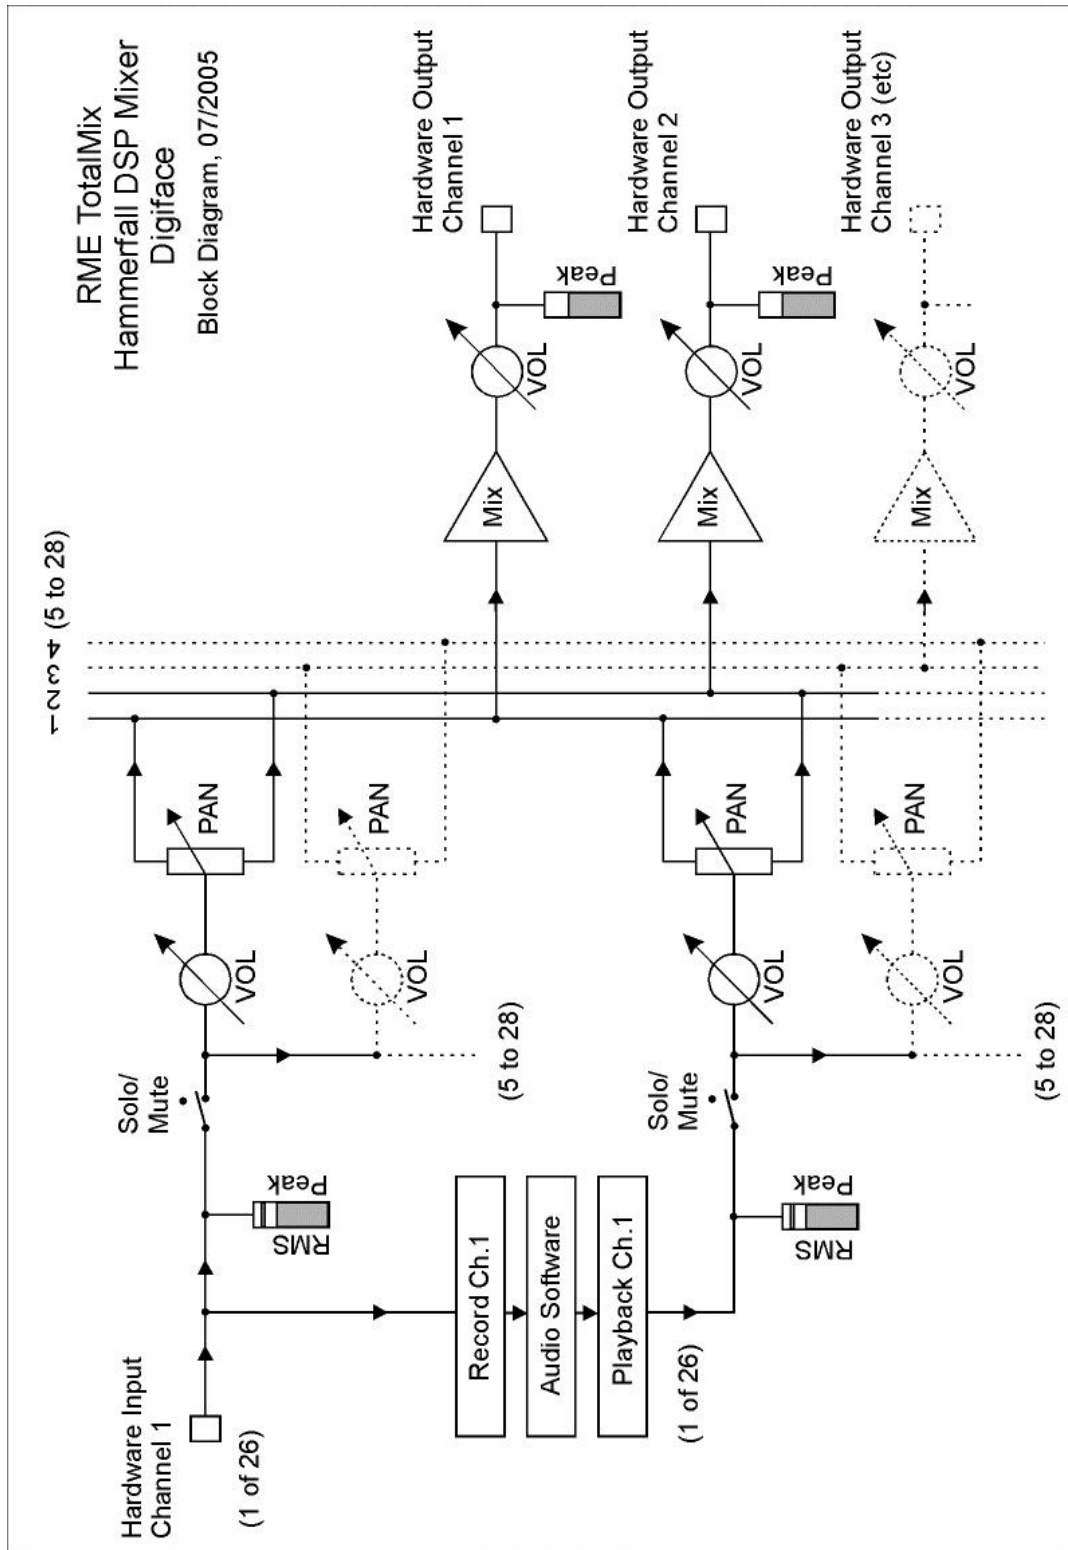 RME TotalMix
Hammerfall DSP Mixer
Digiface
Block Diagram, 07/2005
Hardware Input
Channel 1
(1 of 26)
RMS
Peak
Solo/
Mute
VOL
PAN
VOL
PAN
(5 to 28)
1 2 3 4 (5 to 28)
Record Ch.1
Audio Software
Playback Ch.1
(1 of 26)
RMS
Peak
Solo/
Mute
VOL
PAN
VOL
PAN
(5 to 28)
Mix
VOL
Peak
Hardware Output
Channel 1
Mix
VOL
Peak
Hardware Output
Channel 2
Mix
VOL
Hardware Output
Channel 3 (etc)